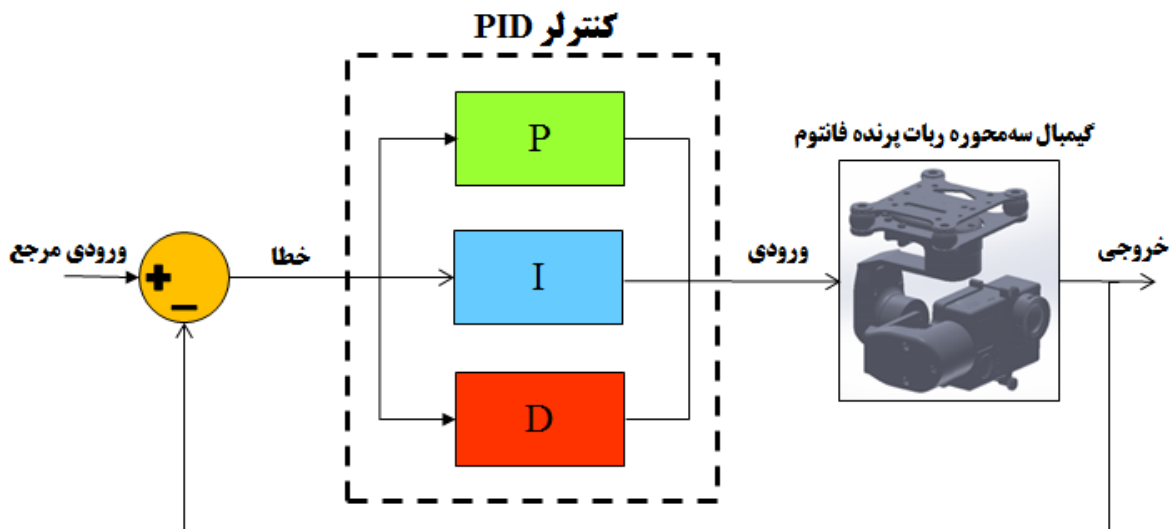 کنترلر PID
P
گیمبال سه‌محوره ربات پرنده فانتوم
ورودی مرجع
خطا
I
ورودی
خروجی
D